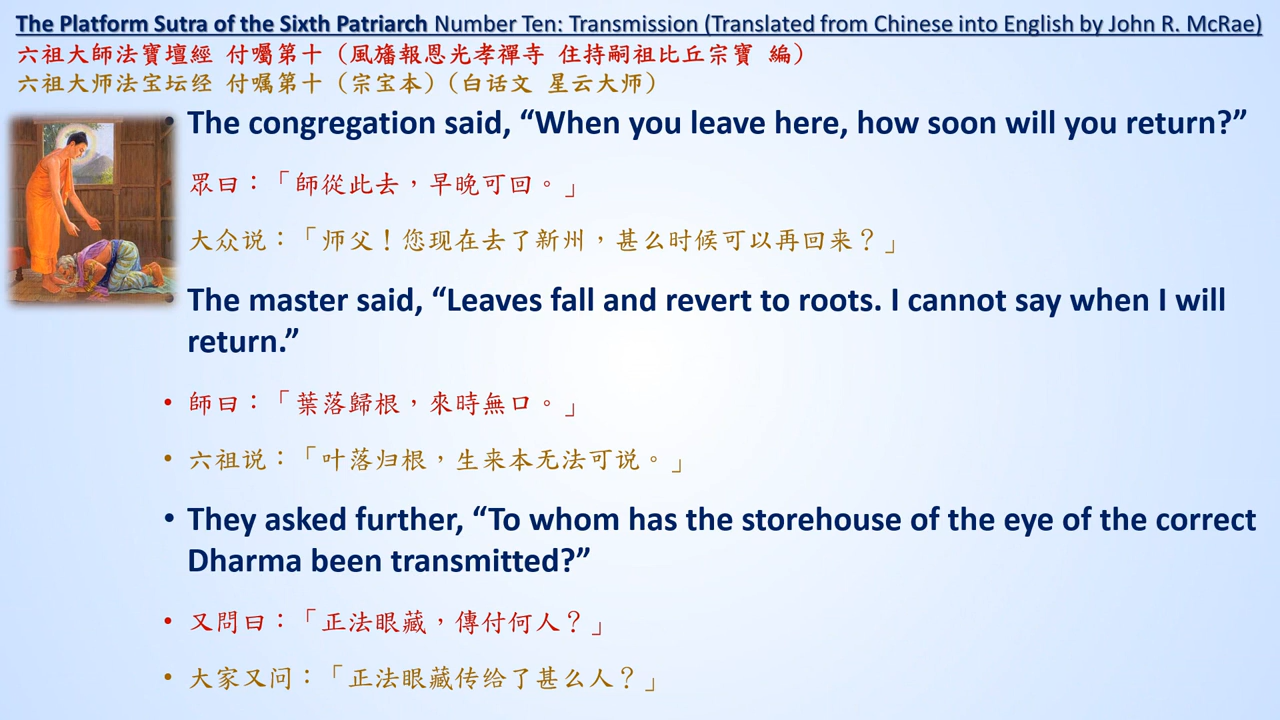 The Platform Sutra of the Sixth Patriarch Number Ten: Transmission (Translated from Chinese into English by John R. McRae)
六祖大師法寶壇經 付囑第十（風旛報恩光孝禪寺 住持嗣祖比丘宗寶 編）
六祖大师法宝坛经 付嘱第十（宗宝本）（白话文 星云大师）
• The congregation said, “When you leave here, how soon will you return?”
眾曰：「師從此去，早晚可回。」
大众说：「师父！您现在去了新州，甚么时候可以再回来？」
• The master said, “Leaves fall and revert to roots. I cannot say when I will
return.”
• 師曰：「葉落歸根，來時無口。」
• 六祖说：「叶落归根，生来本无法可说。」
• They asked further, “To whom has the storehouse of the eye of the correct
Dharma been transmitted?”
• 又問曰：「正法眼藏，傳付何人？」
• 大家又问：「正法眼藏传给了甚么人？」